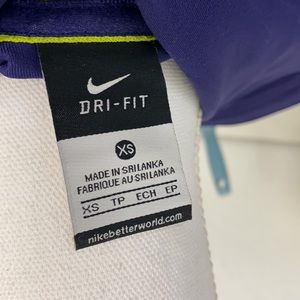 DRI-FIT
XS
MADE IN SRI LANKA
FABRIQUE AU SRI LANKA
XS TP ECH EP
nikebetterworld.com